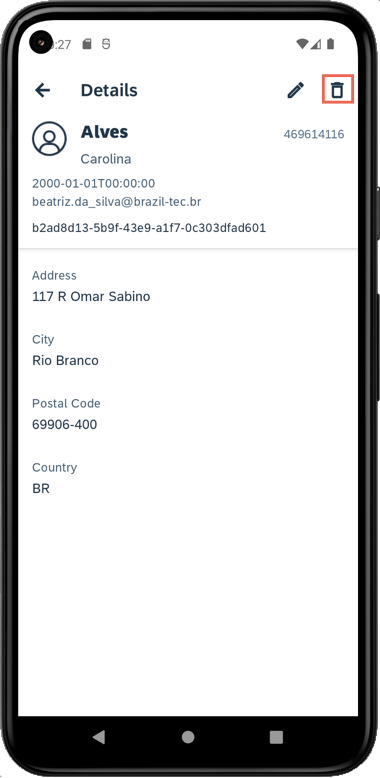 :27
Details
Alves
469614116
Carolina
2000-01-01T00:00:00
beatriz.da_silva@brazil-tec.br
b2ad8d13-5b9f-43e9-a1f7-0c303dfad601
Address
117 R Omar Sabino
City
Rio Branco
Postal Code
69906-400
Country
BR